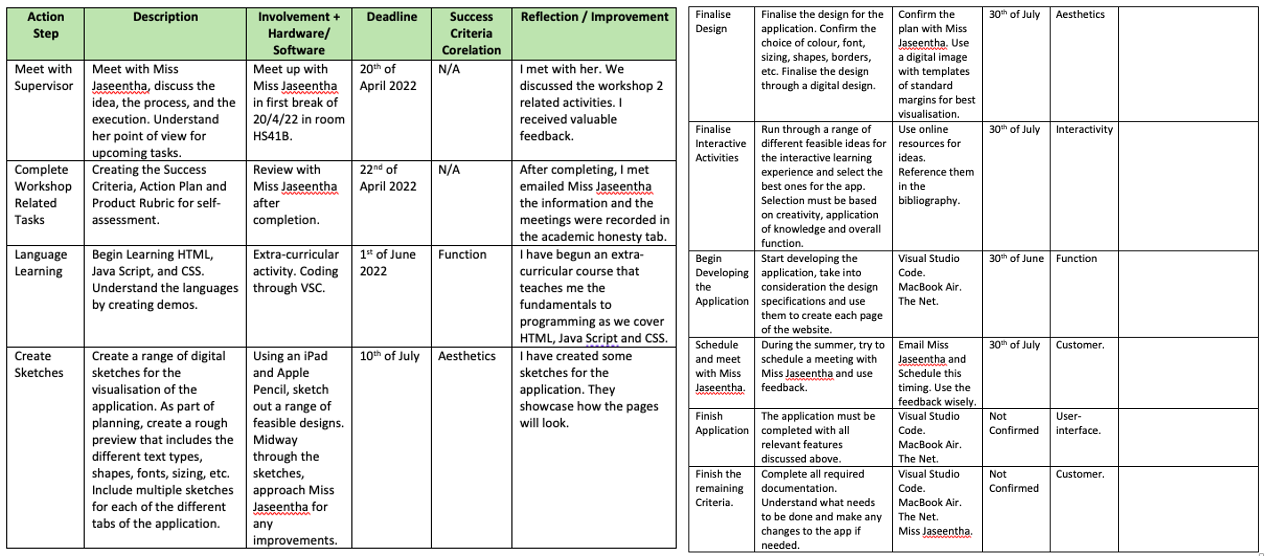 Action Step
Description
Involvement + Hardware/ Software
Deadline
Success Criteria Corelation
Reflection / Improvement
Meet with
Supervisor
Meet with Miss
Jaseentha, discuss the
idea, the process, and the
execution. Understand
her point of view for
upcoming tasks.
Meet up with
Miss Jaseentha
in first break of
20/4/22 in room
HS41B.
20th of
April 2022
N/A
I met with her. We
discussed the workshop 2
related activities. I
received valuable
feedback.
Complete
Workshop
Related
Tasks
Creating the Success
Criteria, Action Plan and
Product Rubric for self-
assessment.
Review with
Miss Jaseentha
after
completion.
22nd of
April 2022
N/A
After completing, I met
emailed Miss Jaseentha
the information and the
meetings were recorded in
the academic honesty tab.
Language
Learning
Begin Learning HTML,
Java Script, and CSS.
Understand the languages
by creating demos.
Extra-curricular
activity. Coding
through VSC.
1st of June
2022
Function
I have begun an extra-
curricular course that
teaches me the
fundamentals to
programming as we cover
HTML, Java Script and CSS.
Create
Sketches
Create a range of digital
sketches for the
visualisation of the
application. As part of
planning, create a rough
preview that includes the
different text types,
shapes, fonts, sizing, etc.
Include multiple sketches
for each of the different
tabs of the application.
Using an iPad
and Apple
Pencil, sketch
out a range of
feasible designs.
Midway
through the
sketches,
approach Miss
Jaseentha for
any
improvements.
10th of July
Aesthetics
I have created some
sketches for the
application. They
showcase how the pages
will look.
Finalise
Design
Finalise the design for the
application. Confirm the
choice of colour, font,
sizing, shapes, borders,
etc. Finalise the design
through a digital design.
Confirm the
plan with Miss
Jaseentha. Use
a digital image
with templates
of standard
margins for best
visualisation.
30th of July
Aesthetics
Finalise
Interactive
Activities
Run through a range of
different feasible ideas for
the interactive learning
experience and select the
best ones for the app.
Selection must be based
on creativity, application
of knowledge and overall
function.
Use online
resources for
ideas.
Reference them
in the
bibliography.
30th of July
Interactivity
Begin
Developing
the
Application
Start developing the
application, take into
consideration the design
specifications and use
them to create each page
of the website.
Visual Studio
Code.
MacBook Air.
The Net.
30th of June
Function
Schedule
and meet
with Miss
Jaseentha.
During the summer, try to
schedule a meeting with
Miss Jaseentha and use
feedback.
Email Miss
Jaseentha and
Schedule this
timing. Use the
feedback wisely.
30th of July
Customer.
Finish
Application
The application must be
completed with all
relevant features
discussed above.
Visual Studio
Code.
MacBook Air.
The Net.
Not
Confirmed
User-
interface.
Finish the
remaining
Criteria.
Complete all required
documentation.
Understand what needs
to be done and make any
changes to the app if
needed.
Visual Studio
Code.
MacBook Air.
The Net.
Miss Jaseentha.
Not
Confirmed
Customer.